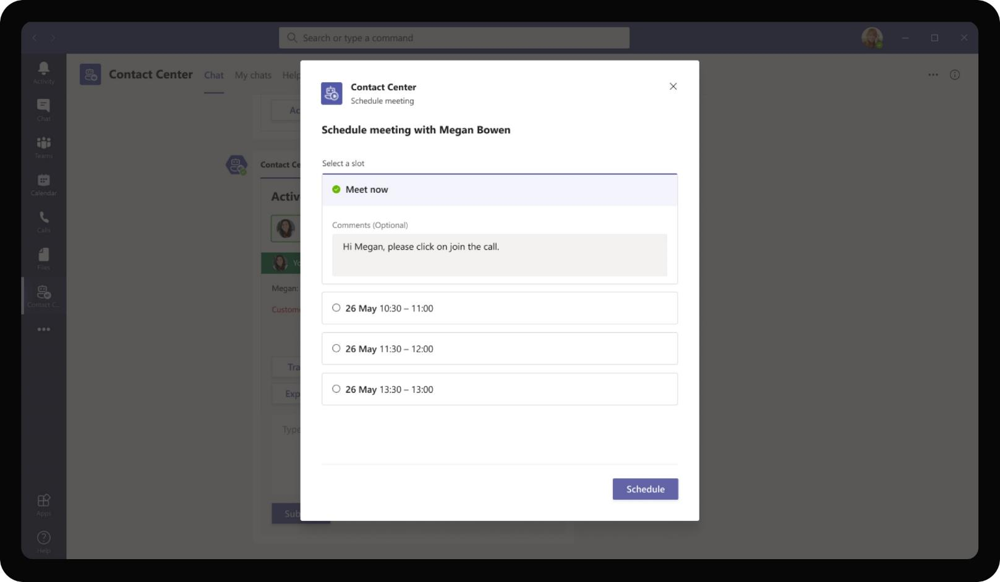 Search or type a command
Activity
Chat
Teams
Calendar
Calls
Files
Contact C...
Apps
Help
Contact Center
Chat
My chats
Help
Contact Ce
Activ
Yo
Megan:
Custome
Tra
Exp
Type
Sub
Contact Center
Schedule meeting
Schedule meeting with Megan Bowen
Select a slot
Meet now
Comments (Optional)
Hi Megan, please click on join the call.
26 May 10:30 – 11:00
26 May 11:30 – 12:00
26 May 13:30 – 13:00
Schedule